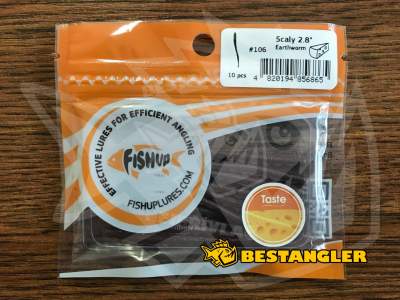 Scaly 2.8"
#106 Earthworm
10 pcs
4 820194 856865
EFFECTIVE LURES FOR EFFICIENT ANGLING
FISHUP
FISHUPLURES.COM
Taste
BESTANGLER